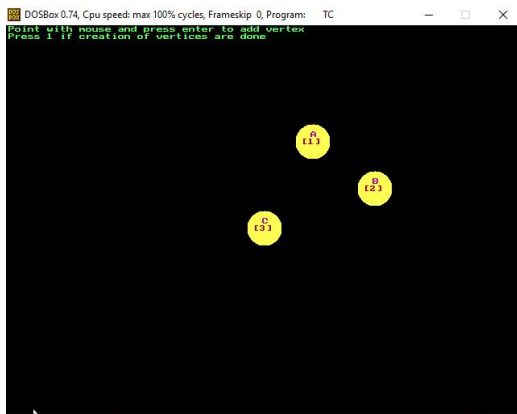 DOSBox 0.74, Cpu speed: max 100% cycles, Frameskip 0, Program: TC
Point with mouse and press enter to add vertex
Press 1 if creation of vertices are done
A
[1]
B
[2]
C
[3]